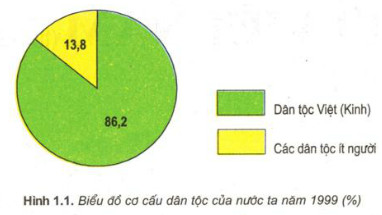 13,8
86,2
Dân tộc Việt (Kinh)
Các dân tộc ít người
Hình 1.1. Biểu đồ cơ cấu dân tộc của nước ta năm 1999 (%)